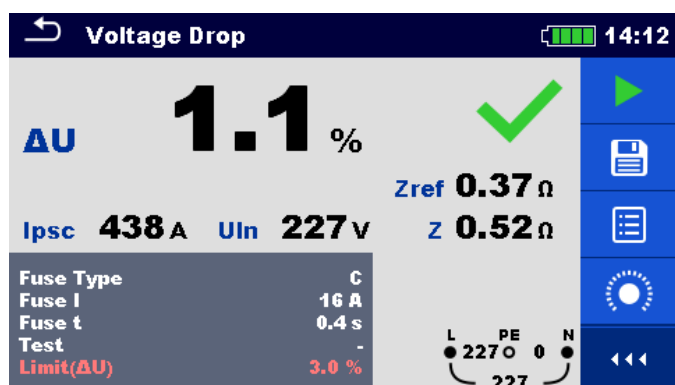 Voltage Drop 14:12
ΔU 1.1 %
Zref 0.37 Ω
Ipsc 438 A Uln 227 V Z 0.52 Ω
Fuse Type C
Fuse I 16 A
Fuse t 0.4 s
Test -
Limit(ΔU) 3.0 %
L PE N
227 0
227